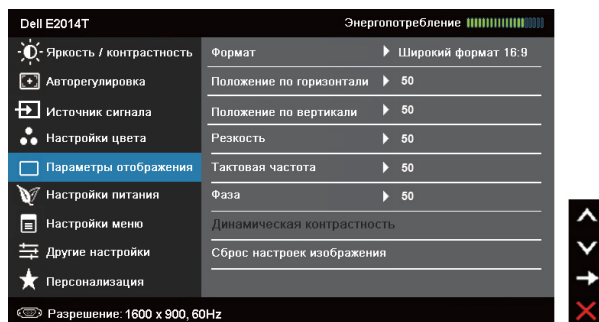 Dell E2014T
Энергопотребление
Яркость / контрастность
Формат
Широкий формат 16:9
Авторегулировка
Положение по горизонтали
50
Источник сигнала
Положение по вертикали
50
Настройки цвета
Резкость
50
Параметры отображения
Тактовая частота
50
Настройки питания
Фаза
50
Настройки меню
Динамическая контрастность
Другие настройки
Сброс настроек изображения
Персонализация
Разрешение: 1600 x 900, 60Hz